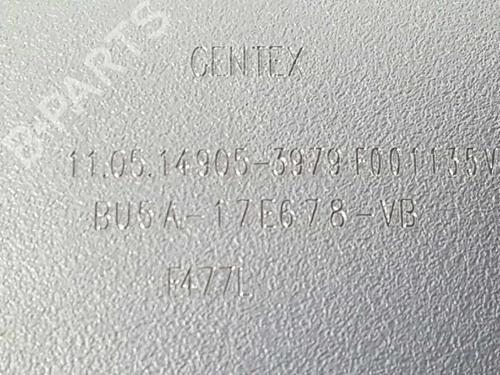 GENTEX
11.05.14905-3979 F001135V
BU5A-17E678-VB
F477L
B-PARTS